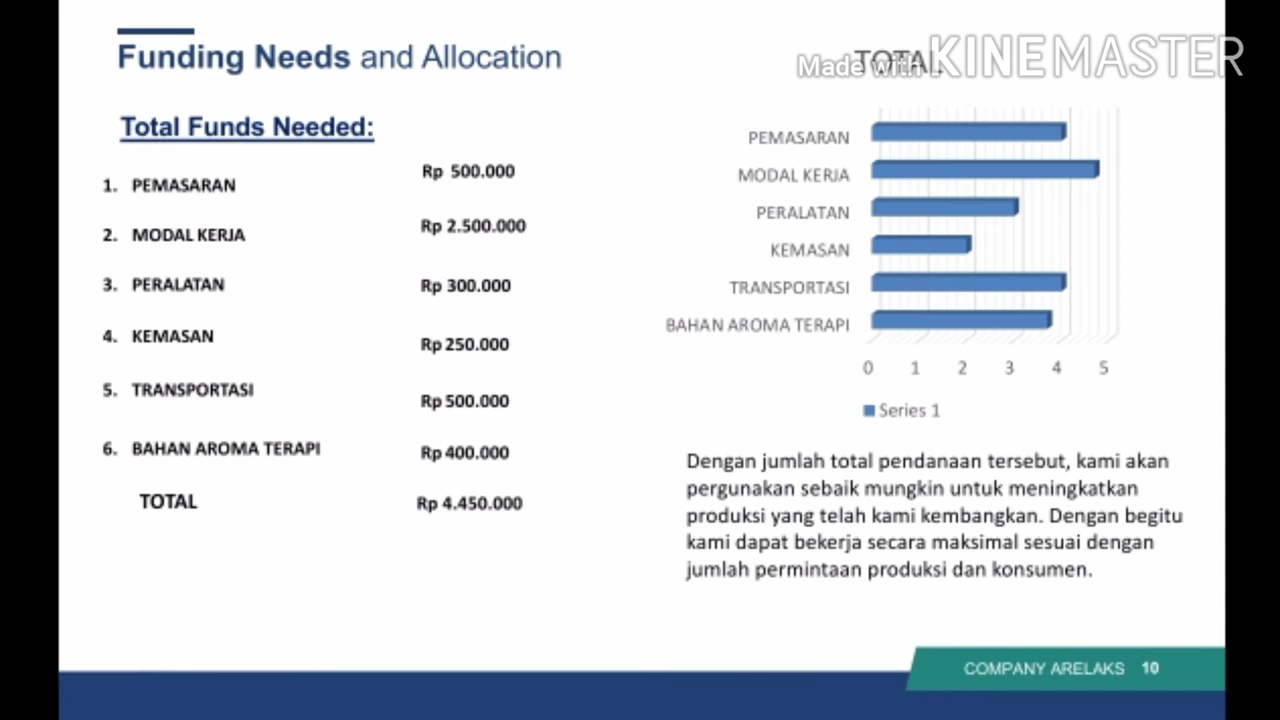 Funding Needs and Allocation
Made with KINEMASTER
TOTAL
Total Funds Needed:
1. PEMASARAN Rp 500.000
2. MODAL KERJA Rp 2.500.000
3. PERALATAN Rp 300.000
4. KEMASAN Rp 250.000
5. TRANSPORTASI Rp 500.000
6. BAHAN AROMA TERAPI Rp 400.000
TOTAL Rp 4.450.000
PEMASARAN
MODAL KERJA
PERALATAN
KEMASAN
TRANSPORTASI
BAHAN AROMA TERAPI
0 1 2 3 4 5
Series 1
Dengan jumlah total pendanaan tersebut, kami akan
pergunakan sebaik mungkin untuk meningkatkan
produksi yang telah kami kembangkan. Dengan begitu
kami dapat bekerja secara maksimal sesuai dengan
jumlah permintaan produksi dan konsumen.
COMPANY ARELAKS 10